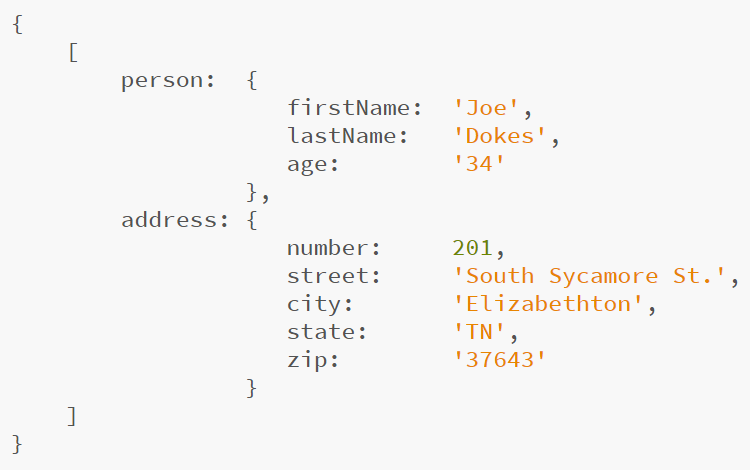 {
    [
        person:  {
                    firstName:  'Joe',
                    lastName:   'Dokes',
                    age:        '34'
                 },
        address: {
                    number:     201,
                    street:     'South Sycamore St.',
                    city:       'Elizabethton',
                    state:      'TN',
                    zip:        '37643'
                 }
    ]
}